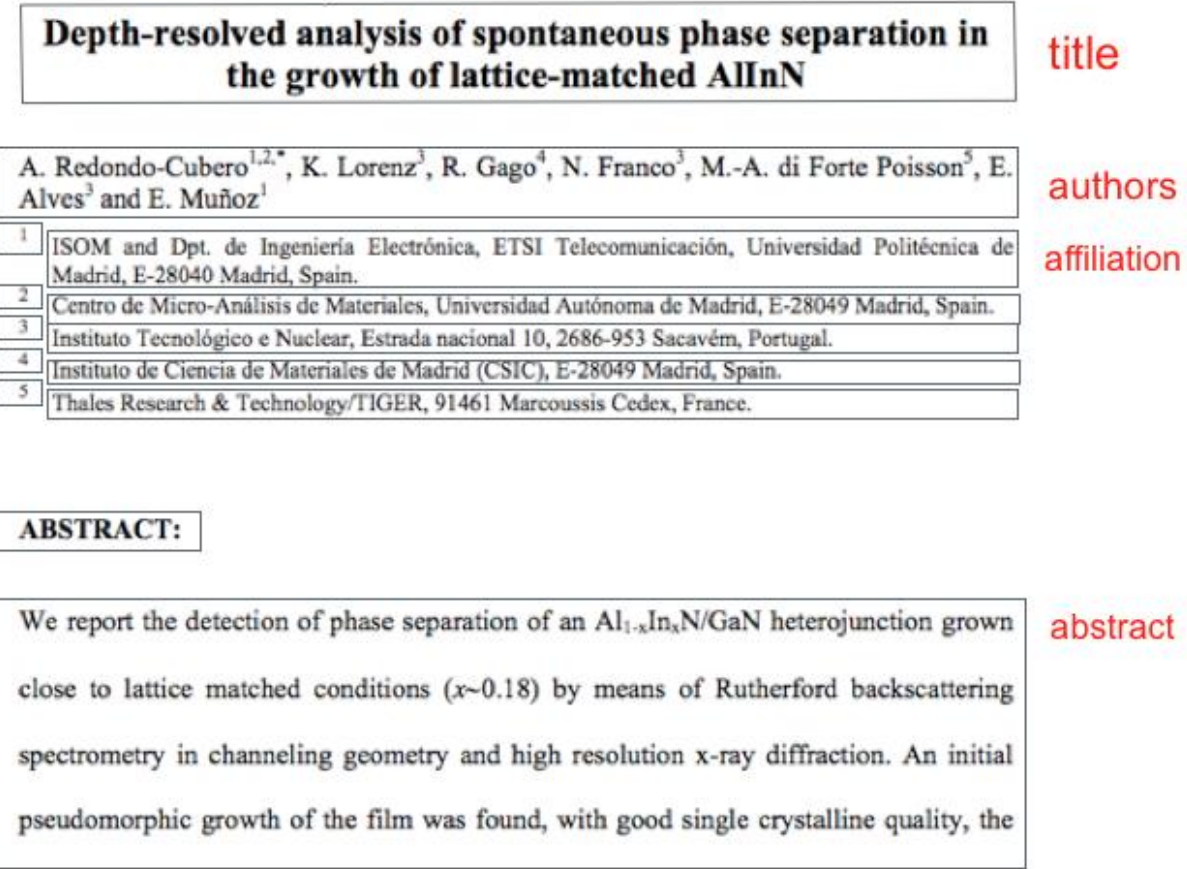 Depth-resolved analysis of spontaneous phase separation in
the growth of lattice-matched AlInN
title
A. Redondo-Cubero1,2,*, K. Lorenz3, R. Gago4, N. Franco3, M.-A. di Forte Poisson5, E.
Alves3 and E. Muñoz1
authors
1 ISOM and Dpt. de Ingeniería Electrónica, ETSI Telecomunicación, Universidad Politécnica de
Madrid, E-28040 Madrid, Spain.
affiliation
2 Centro de Micro-Análisis de Materiales, Universidad Autónoma de Madrid, E-28049 Madrid, Spain.
3 Instituto Tecnológico e Nuclear, Estrada nacional 10, 2686-953 Sacavém, Portugal.
4 Instituto de Ciencia de Materiales de Madrid (CSIC), E-28049 Madrid, Spain.
5 Thales Research & Technology/TIGER, 91461 Marcoussis Cedex, France.
ABSTRACT:
We report the detection of phase separation of an Al1-xInxN/GaN heterojunction grown
abstract
close to lattice matched conditions (x~0.18) by means of Rutherford backscattering
spectrometry in channeling geometry and high resolution x-ray diffraction. An initial
pseudomorphic growth of the film was found, with good single crystalline quality, the